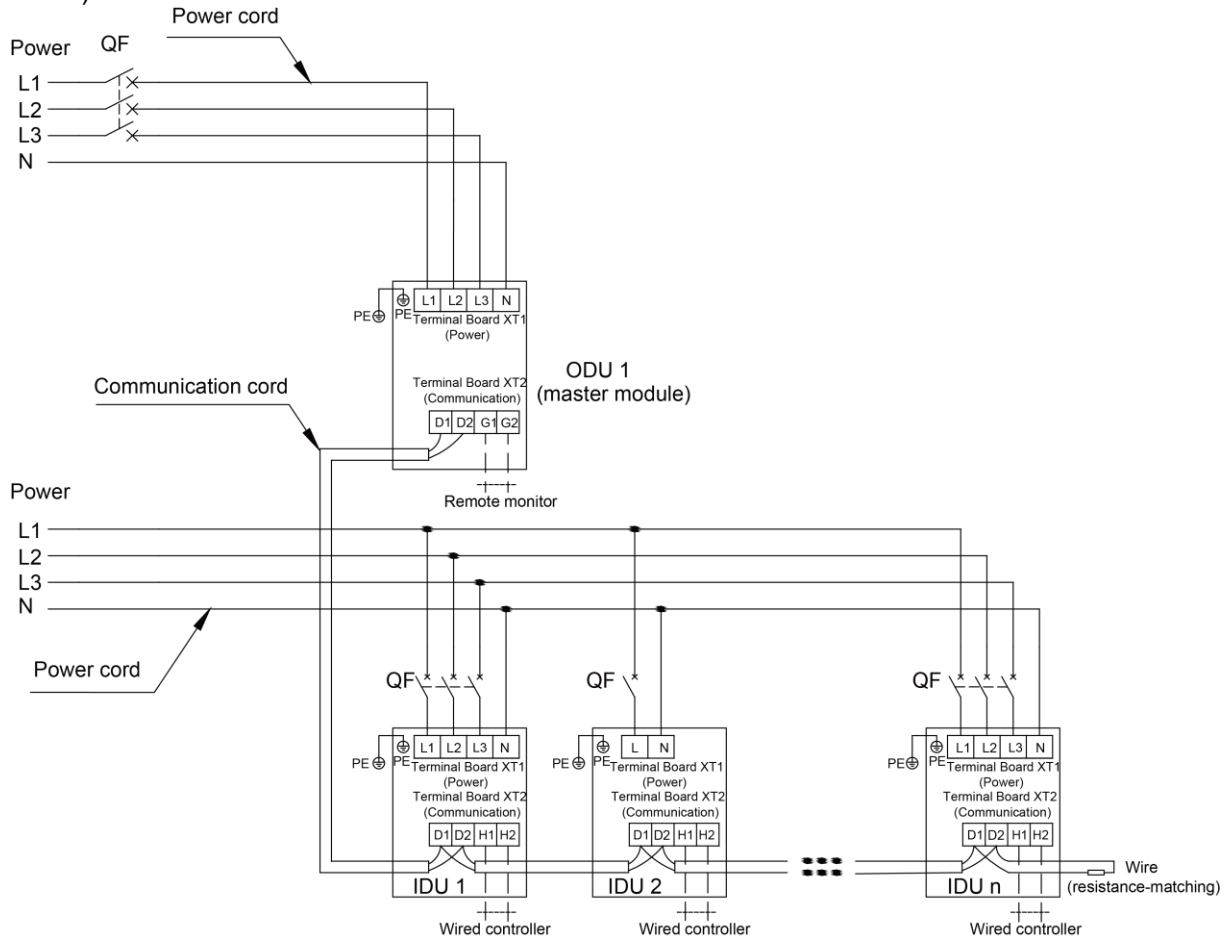 )
Power cord
Power QF
L1
L2
L3
N
L1 L2 L3 N
PE PE
Terminal Board XT1
(Power)
ODU 1
(master module)
Terminal Board XT2
(Communication)
D1 D2 G1 G2
Communication cord
Remote monitor
Power
L1
L2
L3
N
Power cord
QF QF QF
L1 L2 L3 N
PE PE
Terminal Board XT1
(Power)
Terminal Board XT2
(Communication)
D1 D2 H1 H2
IDU 1
Wired controller
L N
PE PE
Terminal Board XT1
(Power)
Terminal Board XT2
(Communication)
D1 D2 H1 H2
IDU 2
Wired controller
L1 L2 L3 N
PE PE
Terminal Board XT1
(Power)
Terminal Board XT2
(Communication)
D1 D2 H1 H2
IDU n
Wired controller
Wire
(resistance-matching)